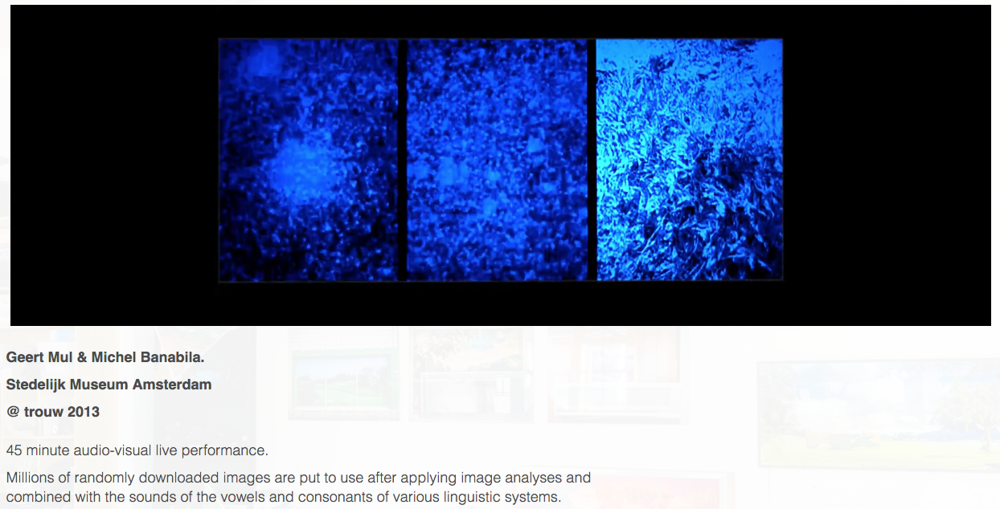 Geert Mul & Michel Banabila.
Stedelijk Museum Amsterdam
@ trouw 2013
45 minute audio-visual live performance.
Millions of randomly downloaded images are put to use after applying image analyses and
combined with the sounds of the vowels and consonants of various linguistic systems.